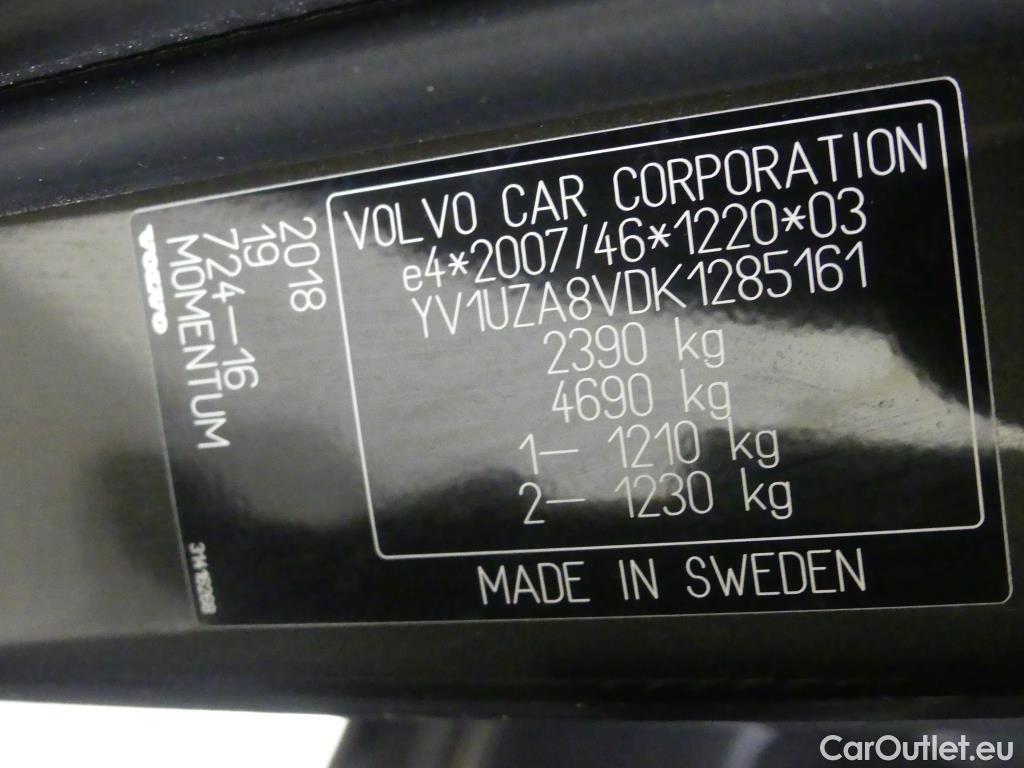 VOLVO CAR CORPORATION
e4*2007/46*1220*03
YV1UZA8VDK1285161
2390 kg
4690 kg
1– 1210 kg
2– 1230 kg
MADE IN SWEDEN
2018
19
724–16
MOMENTUM
VOLVO
CarOutlet.eu